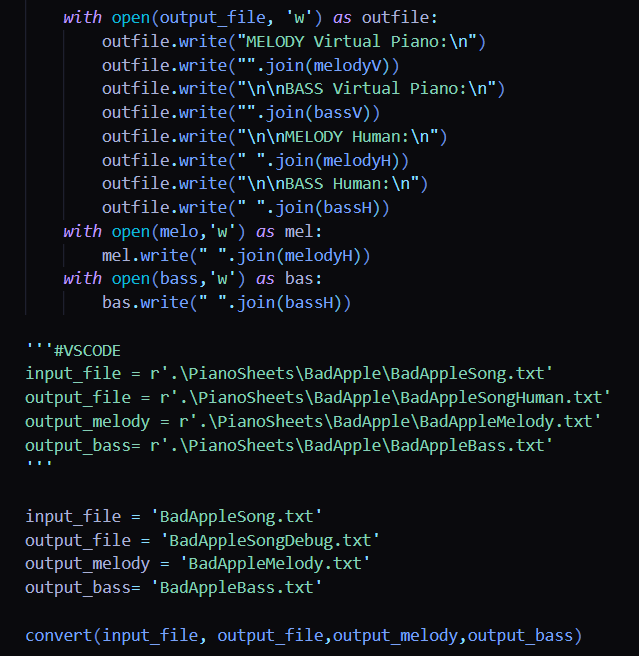 with open(output_file, 'w') as outfile:
outfile.write("MELODY Virtual Piano:\n")
outfile.write("".join(melodyV))
outfile.write("\n\nBASS Virtual Piano:\n")
outfile.write("".join(bassV))
outfile.write("\n\nMELODY Human:\n")
outfile.write(" ".join(melodyH))
outfile.write("\n\nBASS Human:\n")
outfile.write(" ".join(bassH))
with open(melo,'w') as mel:
mel.write(" ".join(melodyH))
with open(bass,'w') as bas:
bas.write(" ".join(bassH))
'''#VSCODE
input_file = r'.\PianoSheets\BadApple\BadAppleSong.txt'
output_file = r'.\PianoSheets\BadApple\BadAppleSongHuman.txt'
output_melody = r'.\PianoSheets\BadApple\BadAppleMelody.txt'
output_bass= r'.\PianoSheets\BadApple\BadAppleBass.txt'
'''
input_file = 'BadAppleSong.txt'
output_file = 'BadAppleSongDebug.txt'
output_melody = 'BadAppleMelody.txt'
output_bass= 'BadAppleBass.txt'
convert(input_file, output_file,output_melody,output_bass)